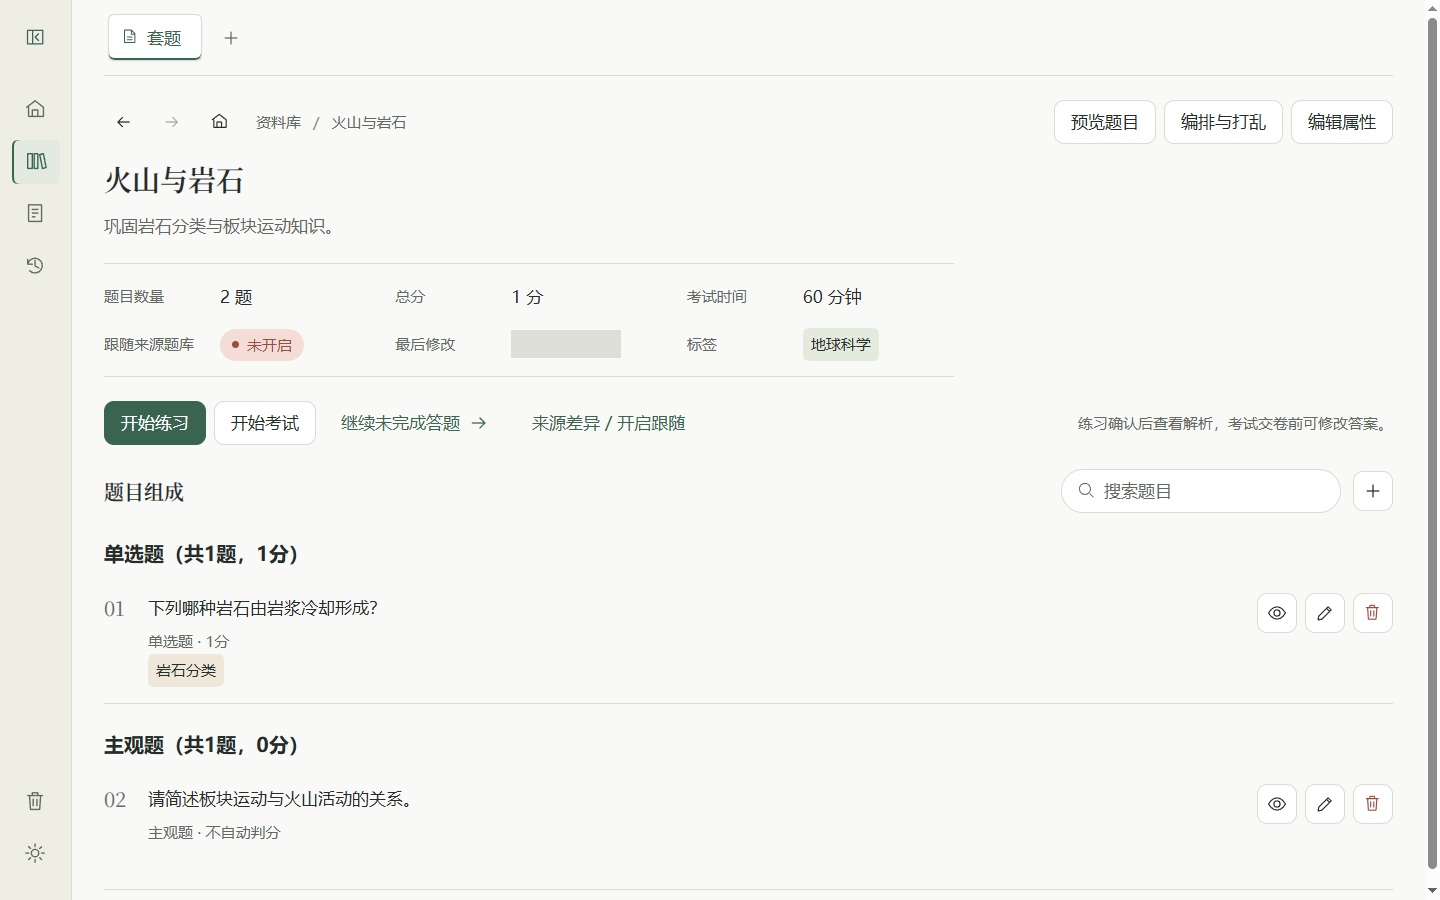 套题
资料库 / 火山与岩石
预览题目 编排与打乱 编辑属性
火山与岩石
巩固岩石分类与板块运动知识。
题目数量 2 题 总分 1 分 考试时间 60 分钟
跟随来源题库 未开启 最后修改 标签 地球科学
开始练习 开始考试 继续未完成答题 → 来源差异 / 开启跟随 练习确认后查看解析，考试交卷前可修改答案。
题目组成 搜索题目
单选题（共1题，1分）
01 下列哪种岩石由岩浆冷却形成？
单选题 · 1分
岩石分类
主观题（共1题，0分）
02 请简述板块运动与火山活动的关系。
主观题 · 不自动判分